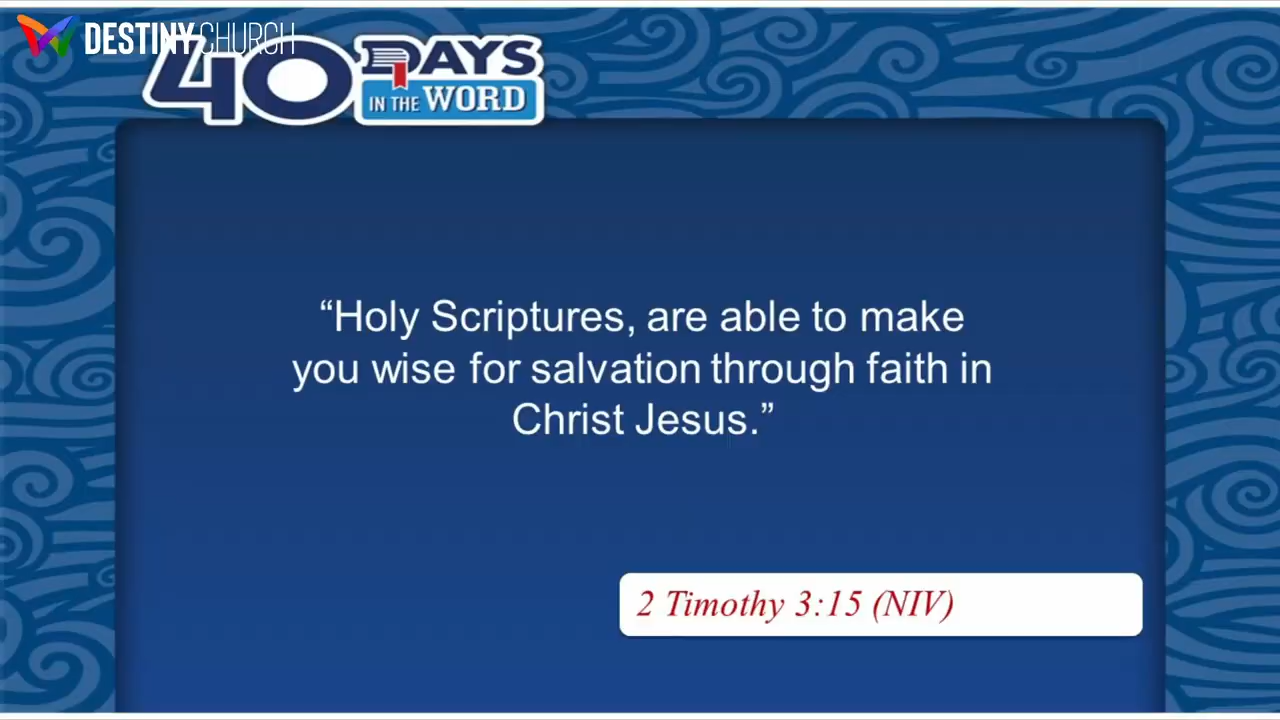 DESTINY CHURCH
40 DAYS
IN THE WORD
“Holy Scriptures, are able to make
you wise for salvation through faith in
Christ Jesus.”
2 Timothy 3:15 (NIV)